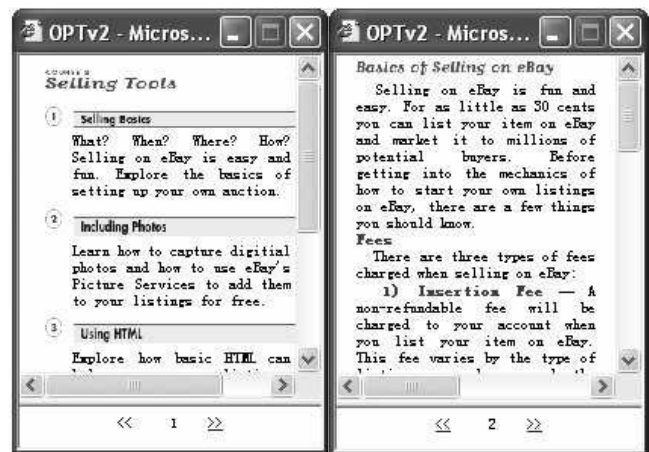 OPTv2 - Micros...
COURSE 2
Selling Tools
1 Selling Basics
What? When? Where? How?
Selling on eBay is easy and
fun. Explore the basics of
setting up your own auction.
2 Including Photos
Learn how to capture digitial
photos and how to use eBay's
Picture Services to add them
to your listings for free.
3 Using HTML
Explore how basic HTML can
<< 1 >>
OPTv2 - Micros...
Basics of Selling on eBay
Selling on eBay is fun and
easy. For as little as 30 cents
you can list your item on eBay
and market it to millions of
potential buyers. Before
getting into the mechanics of
how to start your own listings
on eBay, there are a few things
you should know.
Fees
There are three types of fees
charged when selling on eBay:
1) Insertion Fee — A
non-refundable fee will be
charged to your account when
you list your item on eBay.
This fee varies by the type of
<< 2 >>